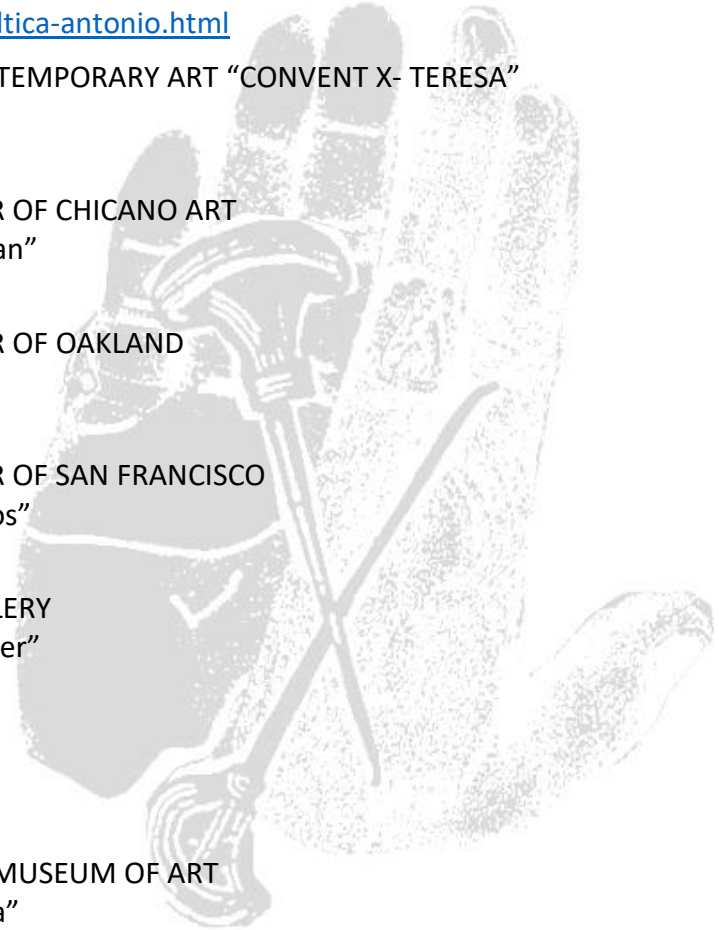 ltica-antonio.html
TEMPORARY ART “CONVENT X- TERESA”
R OF CHICANO ART
an”
R OF OAKLAND
R OF SAN FRANCISCO
os”
LERY
er”
MUSEUM OF ART
a”